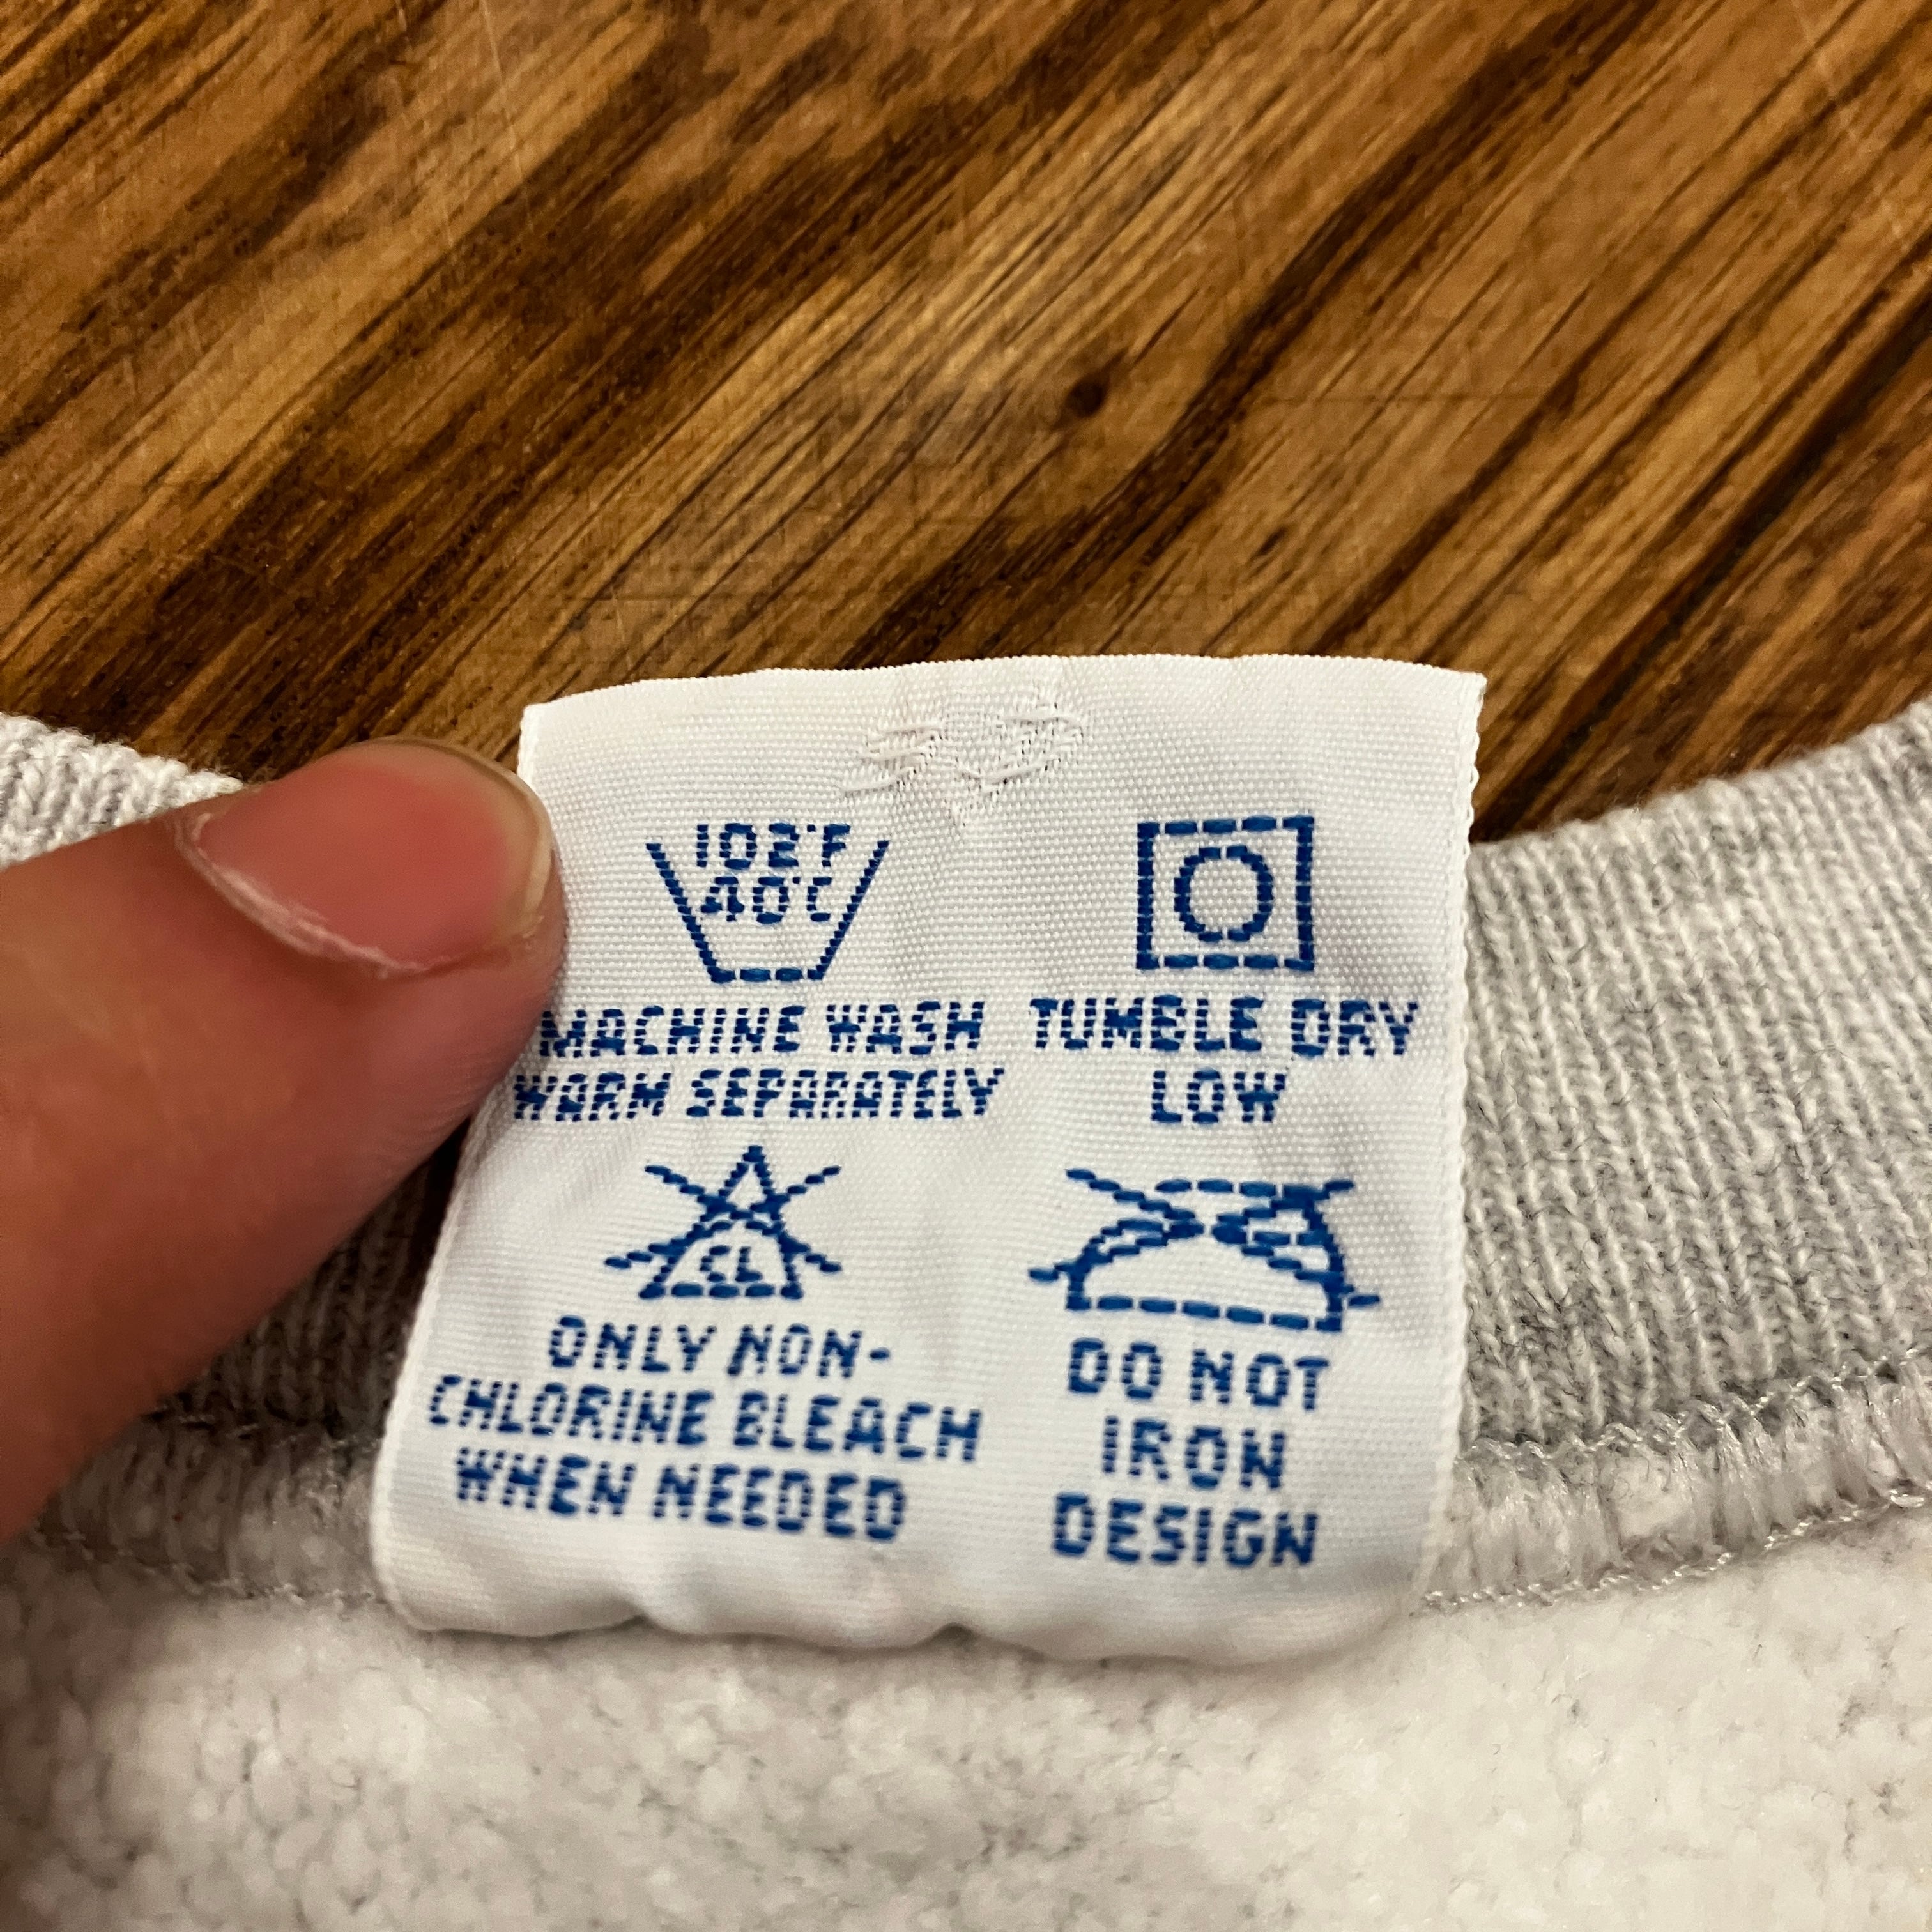 102°F
40°C
MACHINE WASH
WARM SEPARATELY
TUMBLE DRY
LOW
CL
ONLY NON-
CHLORINE BLEACH
WHEN NEEDED
DO NOT
IRON
DESIGN